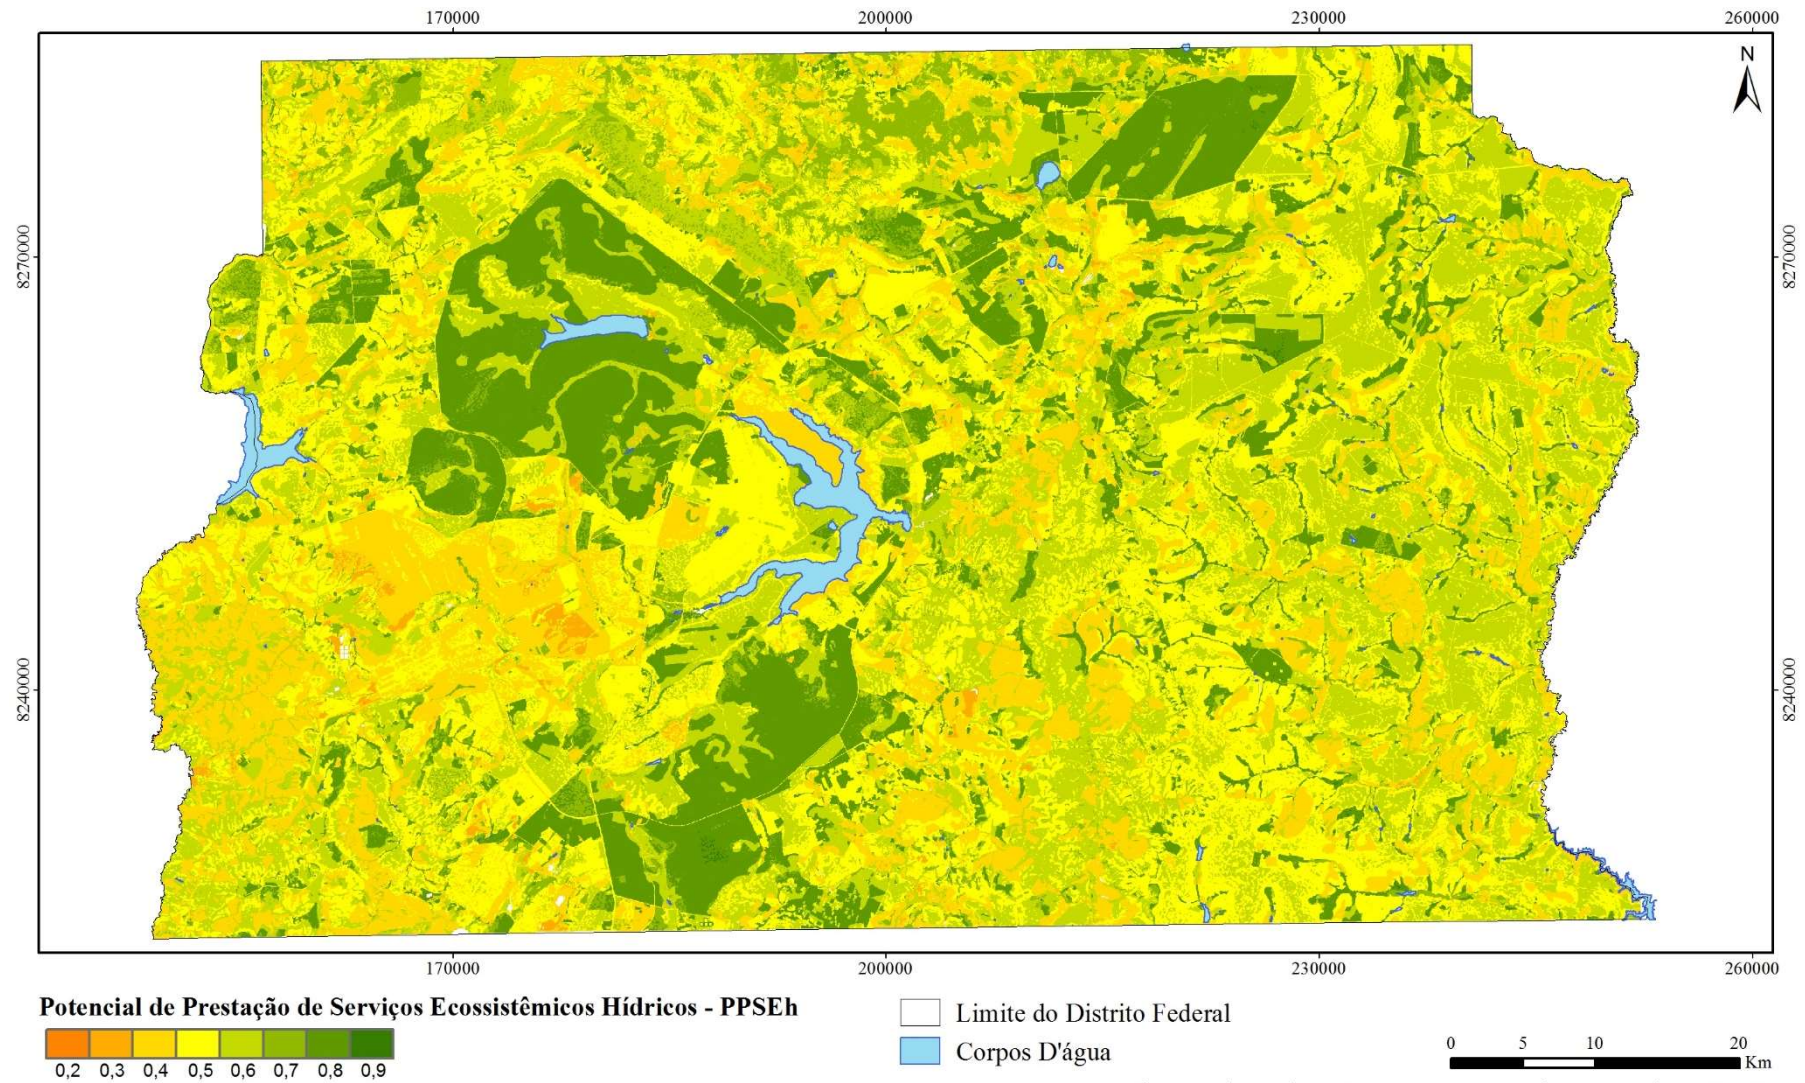 170000 200000 230000 260000
N
8270000 8270000
8240000 8240000
170000 200000 230000 260000
Potencial de Prestação de Serviços Ecossistêmicos Hídricos - PPSEh
0,2 0,3 0,4 0,5 0,6 0,7 0,8 0,9
Limite do Distrito Federal
Corpos D'água
0 5 10 20
Km